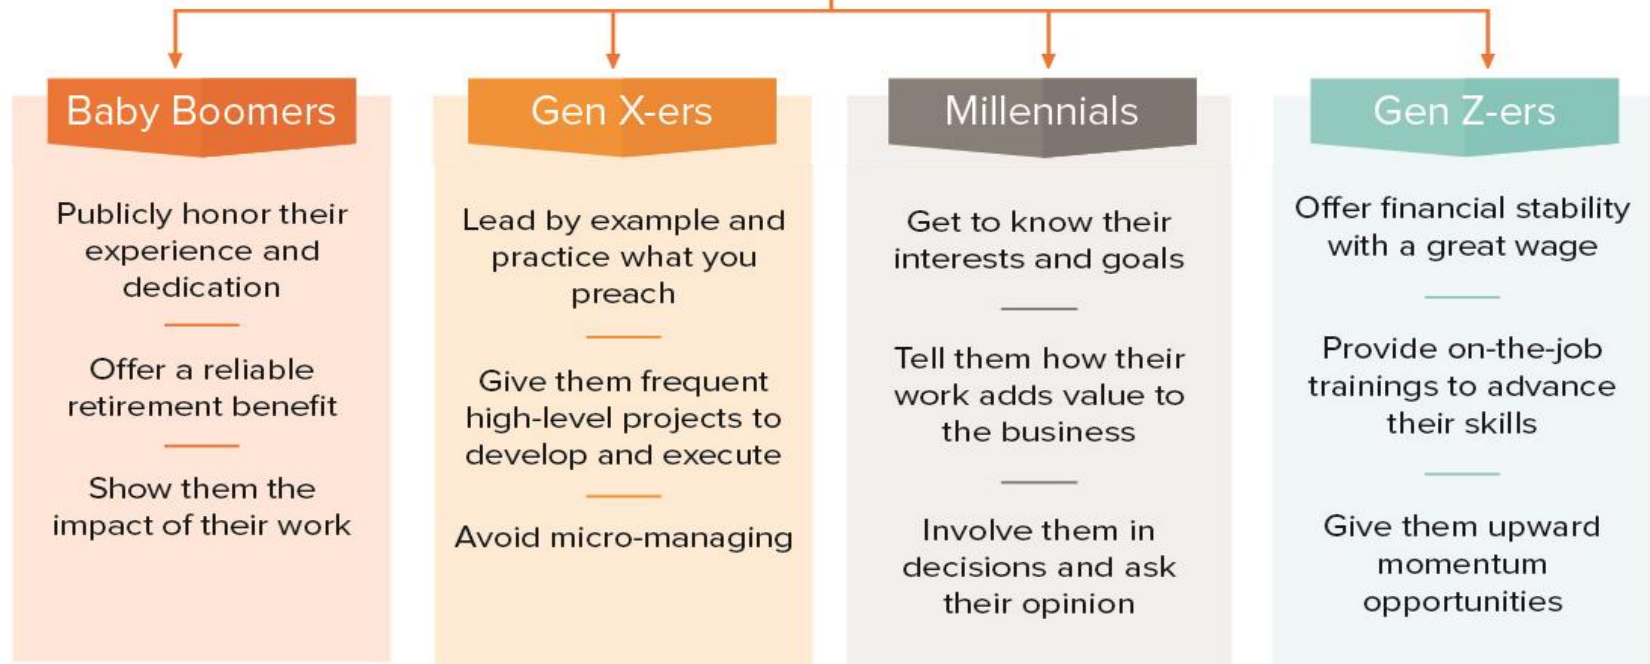 Baby Boomers
Publicly honor their
experience and
dedication
Offer a reliable
retirement benefit
Show them the
impact of their work
Gen X-ers
Lead by example and
practice what you
preach
Give them frequent
high-level projects to
develop and execute
Avoid micro-managing
Millennials
Get to know their
interests and goals
Tell them how their
work adds value to
the business
Involve them in
decisions and ask
their opinion
Gen Z-ers
Offer financial stability
with a great wage
Provide on-the-job
trainings to advance
their skills
Give them upward
momentum
opportunities